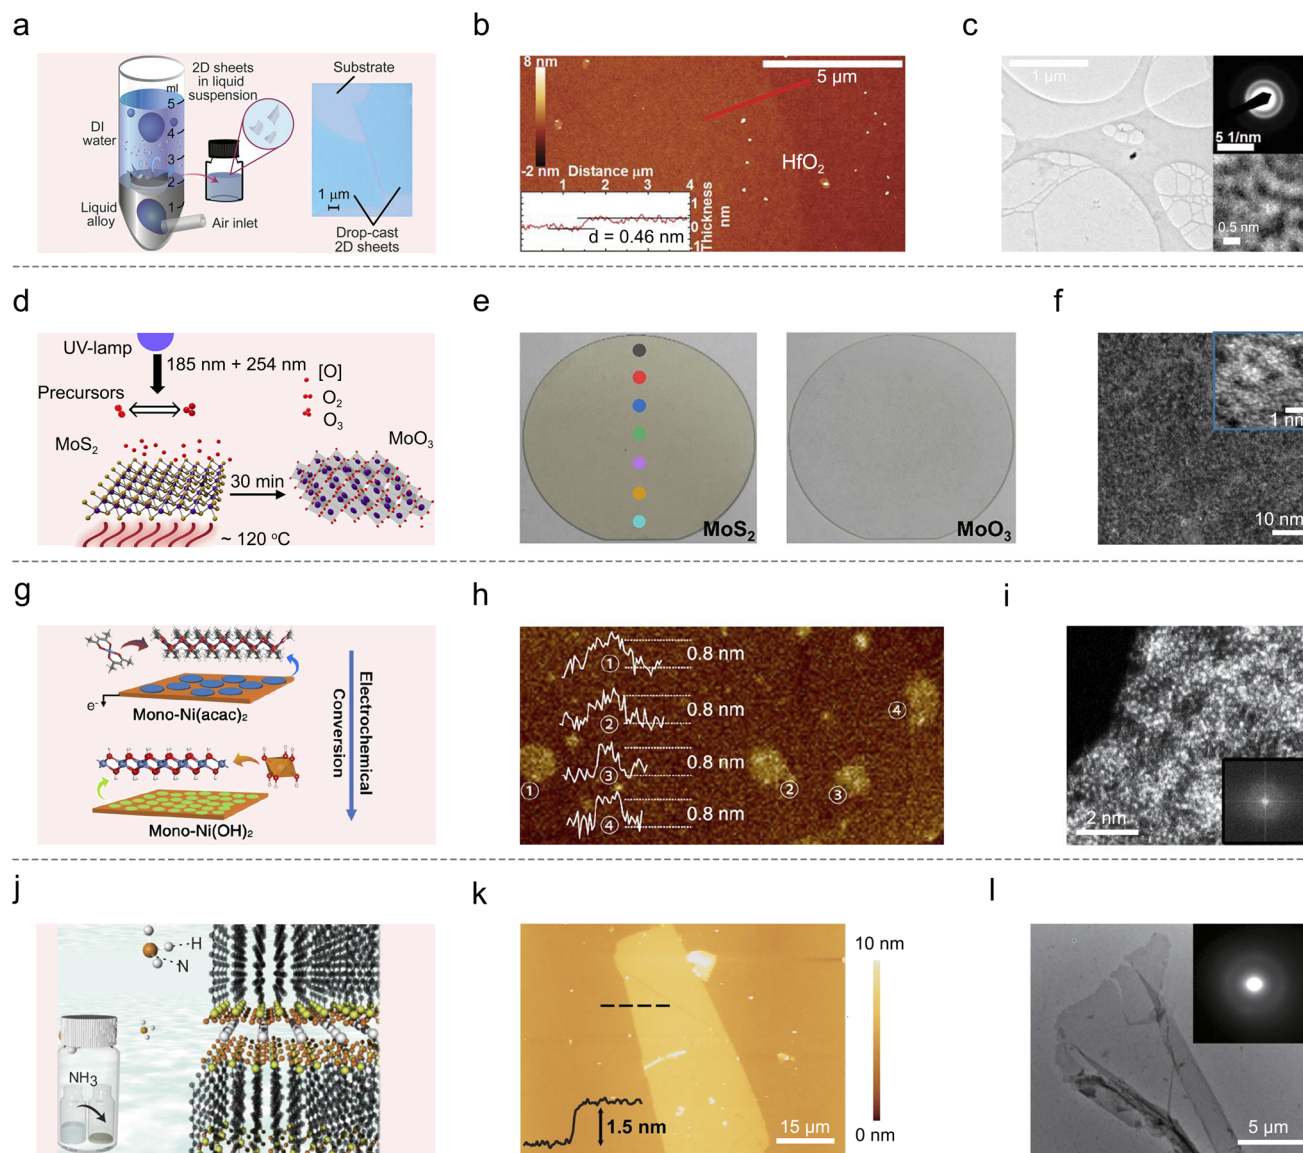 a
2D sheets
in liquid
suspension
ml
5
4
3
2
1
DI
water
Liquid
alloy
Air inlet
Substrate
1 μm
Drop-cast
2D sheets
b
8 nm
-2 nm
5 μm
HfO2
Distance μm
1 2 3 4
1
0
1
Thickness
nm
d = 0.46 nm
c
1 μm
5 1/nm
0.5 nm
d
UV-lamp
185 nm + 254 nm
Precursors
[O]
O2
O3
MoS2
MoO3
30 min
~ 120 °C
e
MoS2
MoO3
f
1 nm
10 nm
g
e-
Mono-Ni(acac)2
Mono-Ni(OH)2
Electrochemical
Conversion
h
① 0.8 nm
② 0.8 nm
③ 0.8 nm
④ 0.8 nm
①
②
③
④
i
2 nm
j
H
N
NH3
k
10 nm
0 nm
1.5 nm
15 μm
l
5 μm